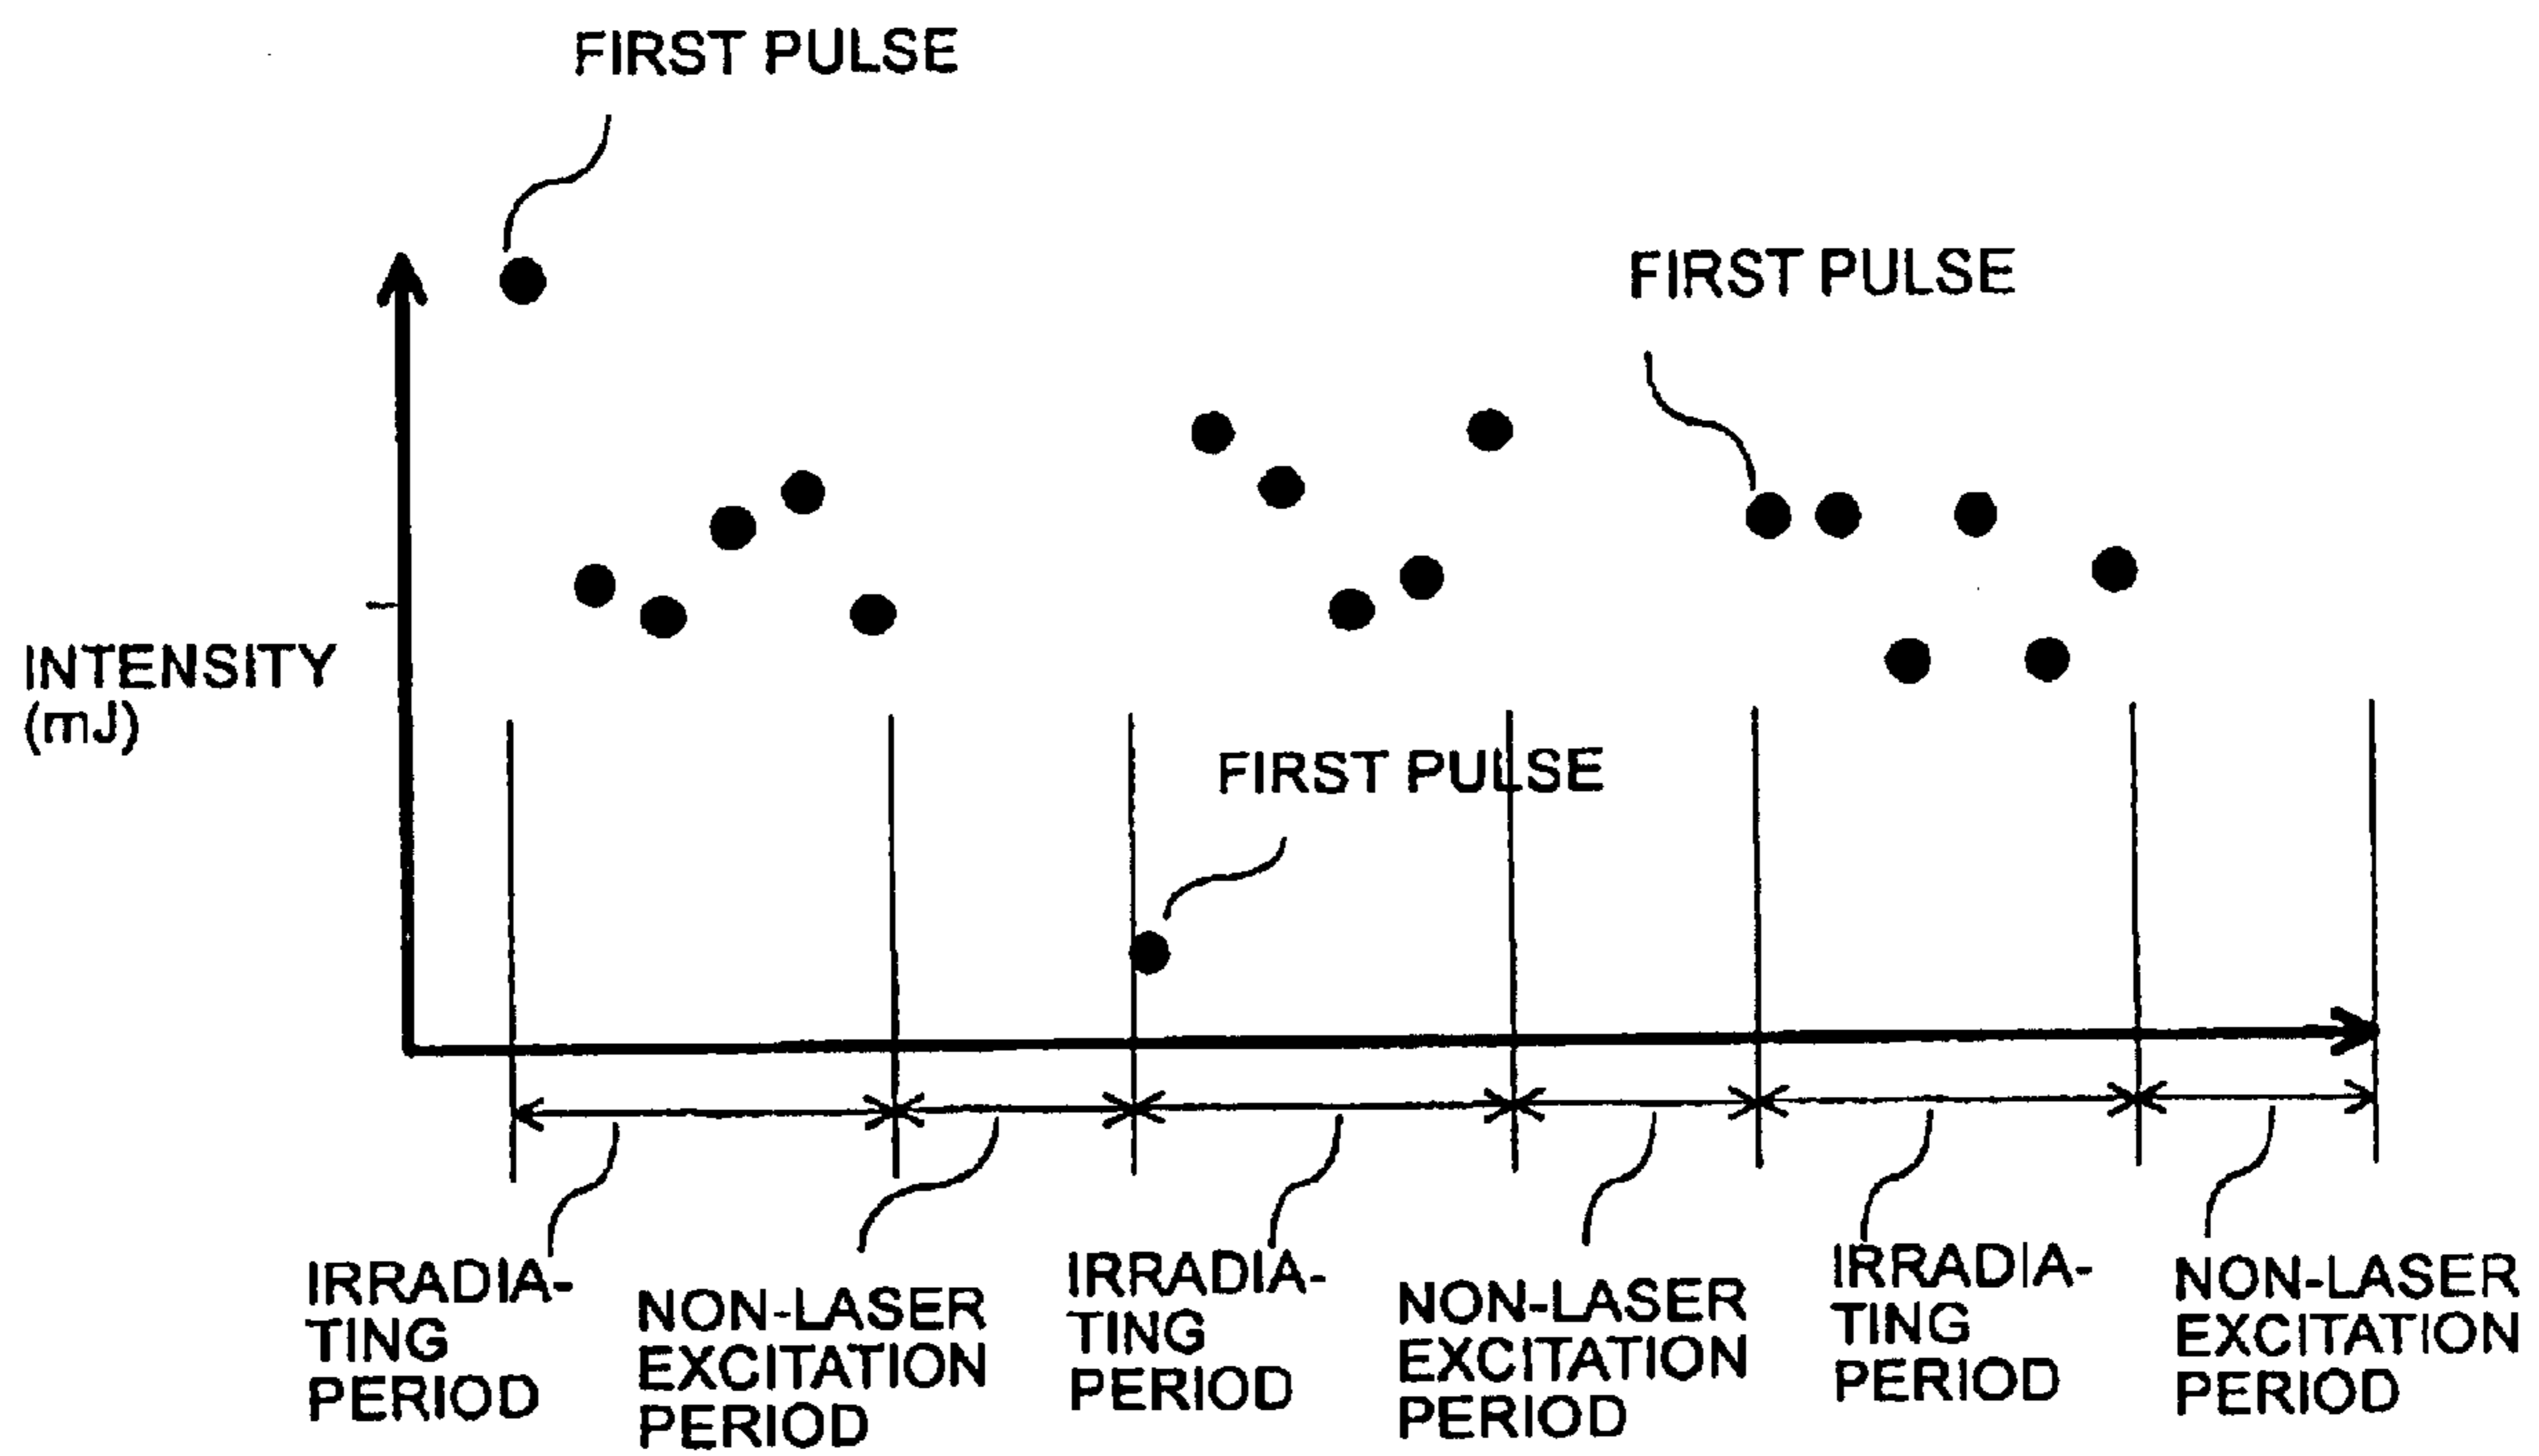 FIRST PULSE
FIRST PULSE
INTENSITY
(mJ)
FIRST PULSE
IRRADIA-
TING
PERIOD
NON-LASER
EXCITATION
PERIOD
IRRADIA-
TING
PERIOD
NON-LASER
EXCITATION
PERIOD
IRRADIA-
TING
PERIOD
NON-LASER
EXCITATION
PERIOD